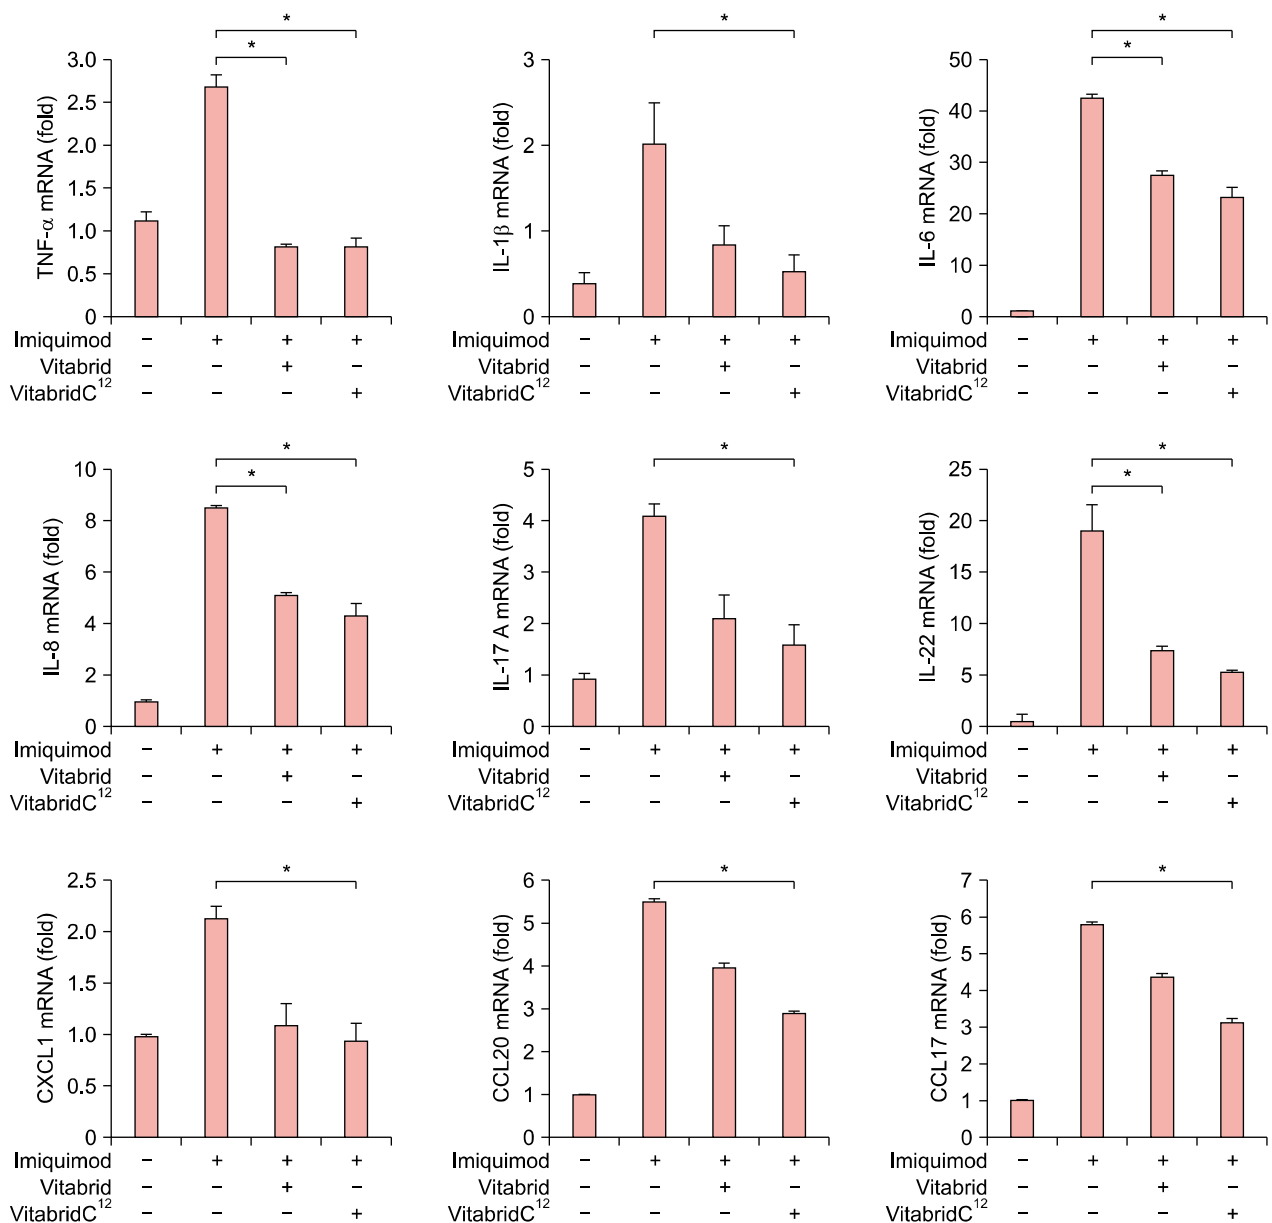 *
*
TNF-α mRNA (fold)
3.0
2.5
2.0
1.5
1.0
0.5
0
Imiquimod − + + +
Vitabrid − − + −
VitabridC12 − − − +
*
IL-1β mRNA (fold)
3
2
1
0
Imiquimod − + + +
Vitabrid − − + −
VitabridC12 − − − +
*
*
IL-6 mRNA (fold)
50
40
30
20
10
0
Imiquimod − + + +
Vitabrid − − + −
VitabridC12 − − − +
*
*
IL-8 mRNA (fold)
10
8
6
4
2
0
Imiquimod − + + +
Vitabrid − − + −
VitabridC12 − − − +
*
IL-17 A mRNA (fold)
5
4
3
2
1
0
Imiquimod − + + +
Vitabrid − − + −
VitabridC12 − − − +
*
*
IL-22 mRNA (fold)
25
20
15
10
5
0
Imiquimod − + + +
Vitabrid − − + −
VitabridC12 − − − +
*
CXCL1 mRNA (fold)
2.5
2.0
1.5
1.0
0.5
0
Imiquimod − + + +
Vitabrid − − + −
VitabridC12 − − − +
*
CCL20 mRNA (fold)
6
5
4
3
2
1
0
Imiquimod − + + +
Vitabrid − − + −
VitabridC12 − − − +
*
CCL17 mRNA (fold)
7
6
5
4
3
2
1
0
Imiquimod − + + +
Vitabrid − − + −
VitabridC12 − − − +